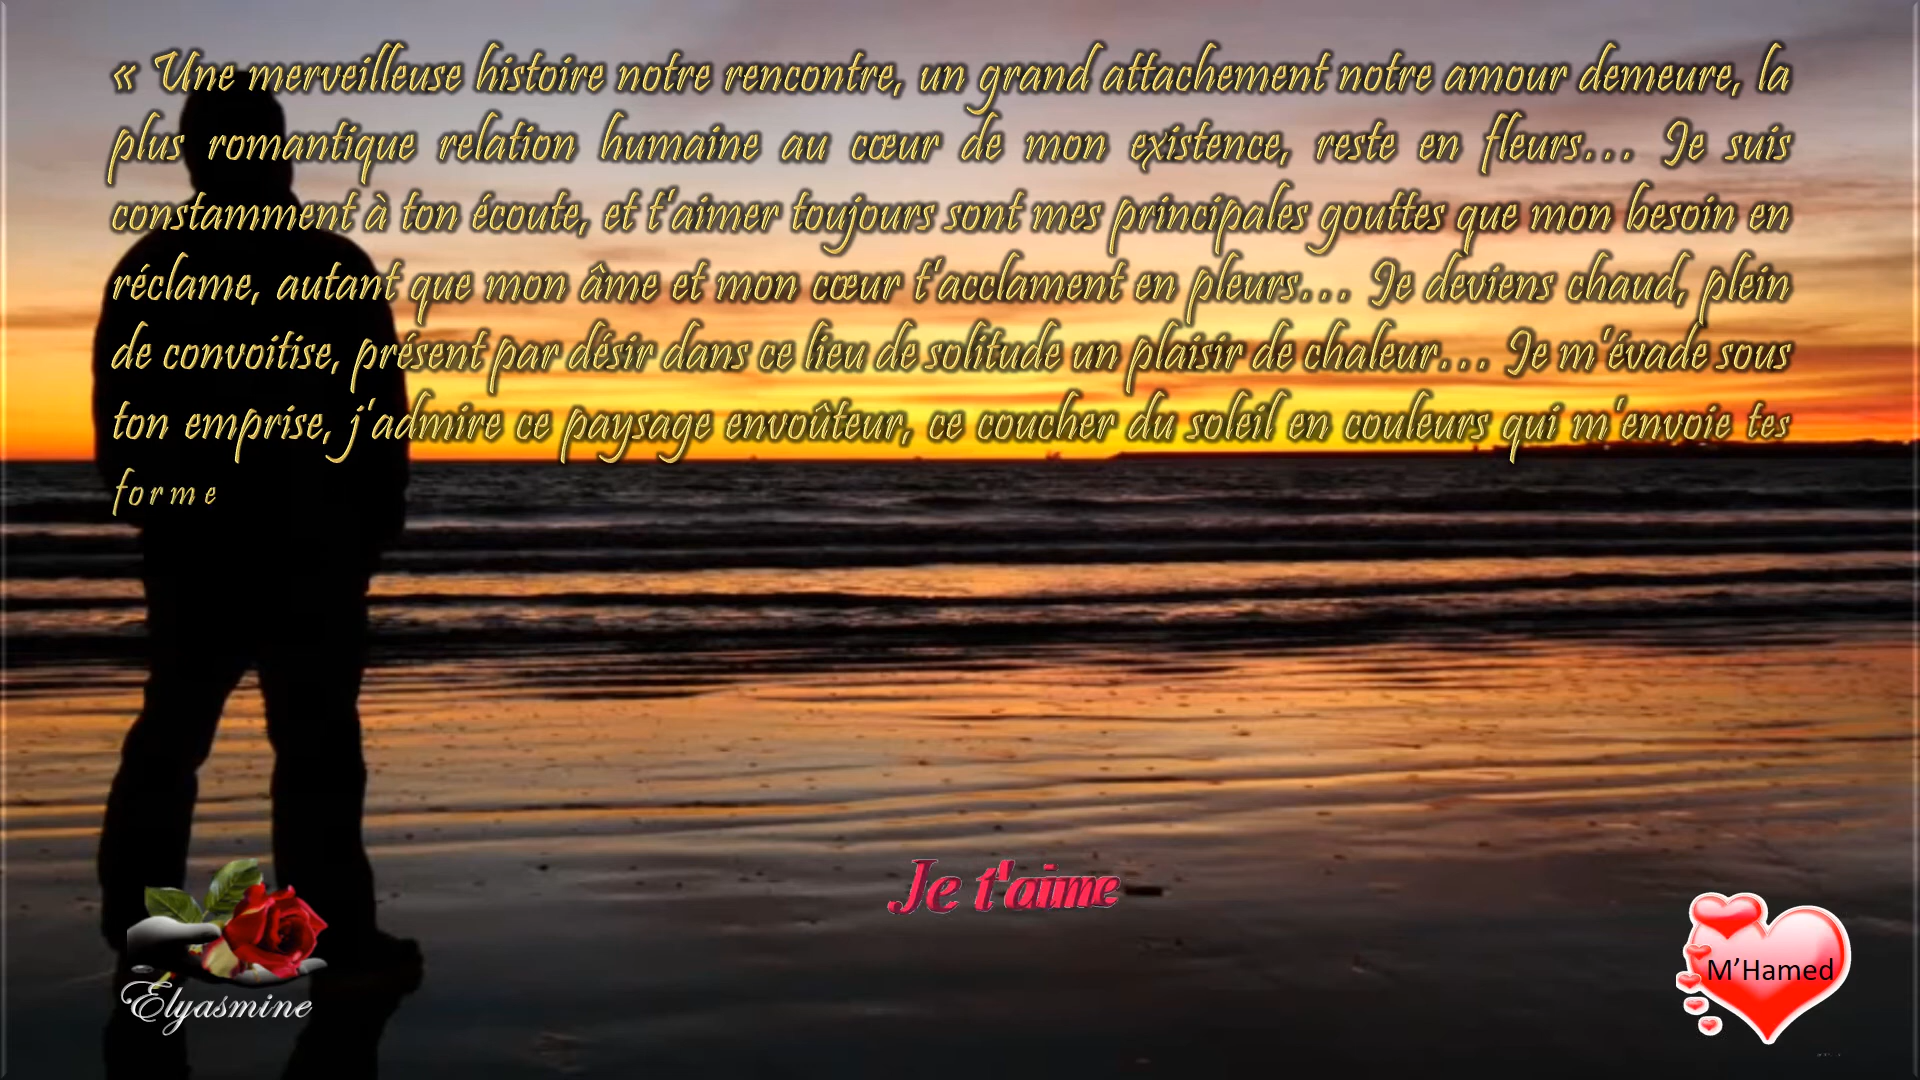 « Une merveilleuse histoire notre rencontre, un grand attachement notre amour demeure, la
plus romantique relation humaine au cœur de mon existence, reste en fleurs… Je suis
constamment à ton écoute, et t'aimer toujours sont mes principales gouttes que mon besoin en
réclame, autant que mon âme et mon cœur t'acclament en pleurs… Je deviens chaud, plein
de convoitise, présent par désir dans ce lieu de solitude un plaisir de chaleur… Je m'évade sous
ton emprise, j'admire ce paysage envoûteur, ce coucher du soleil en couleurs qui m'envoie tes
forme
Je t'aime
Elyasmine
M'Hamed